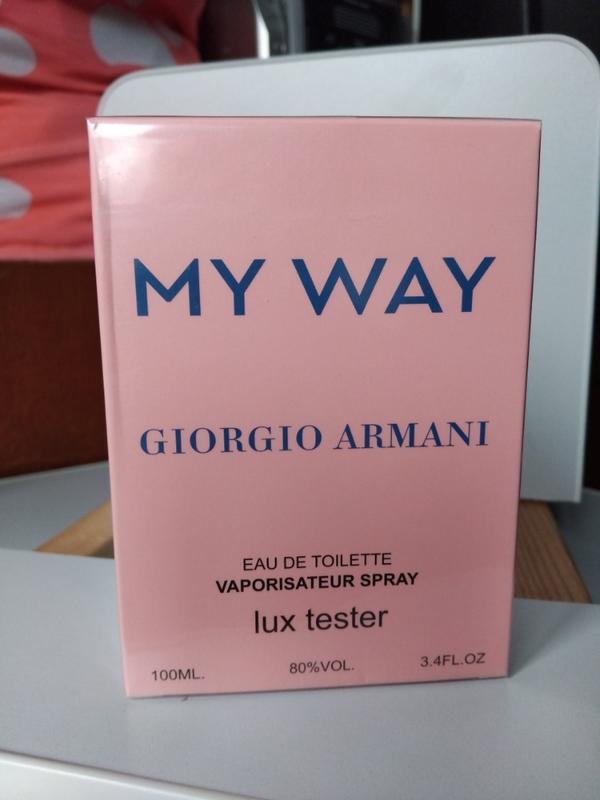 MY WAY
GIORGIO ARMANI
EAU DE TOILETTE
VAPORISATEUR SPRAY
lux tester
100ML. 80%VOL. 3.4FL.OZ